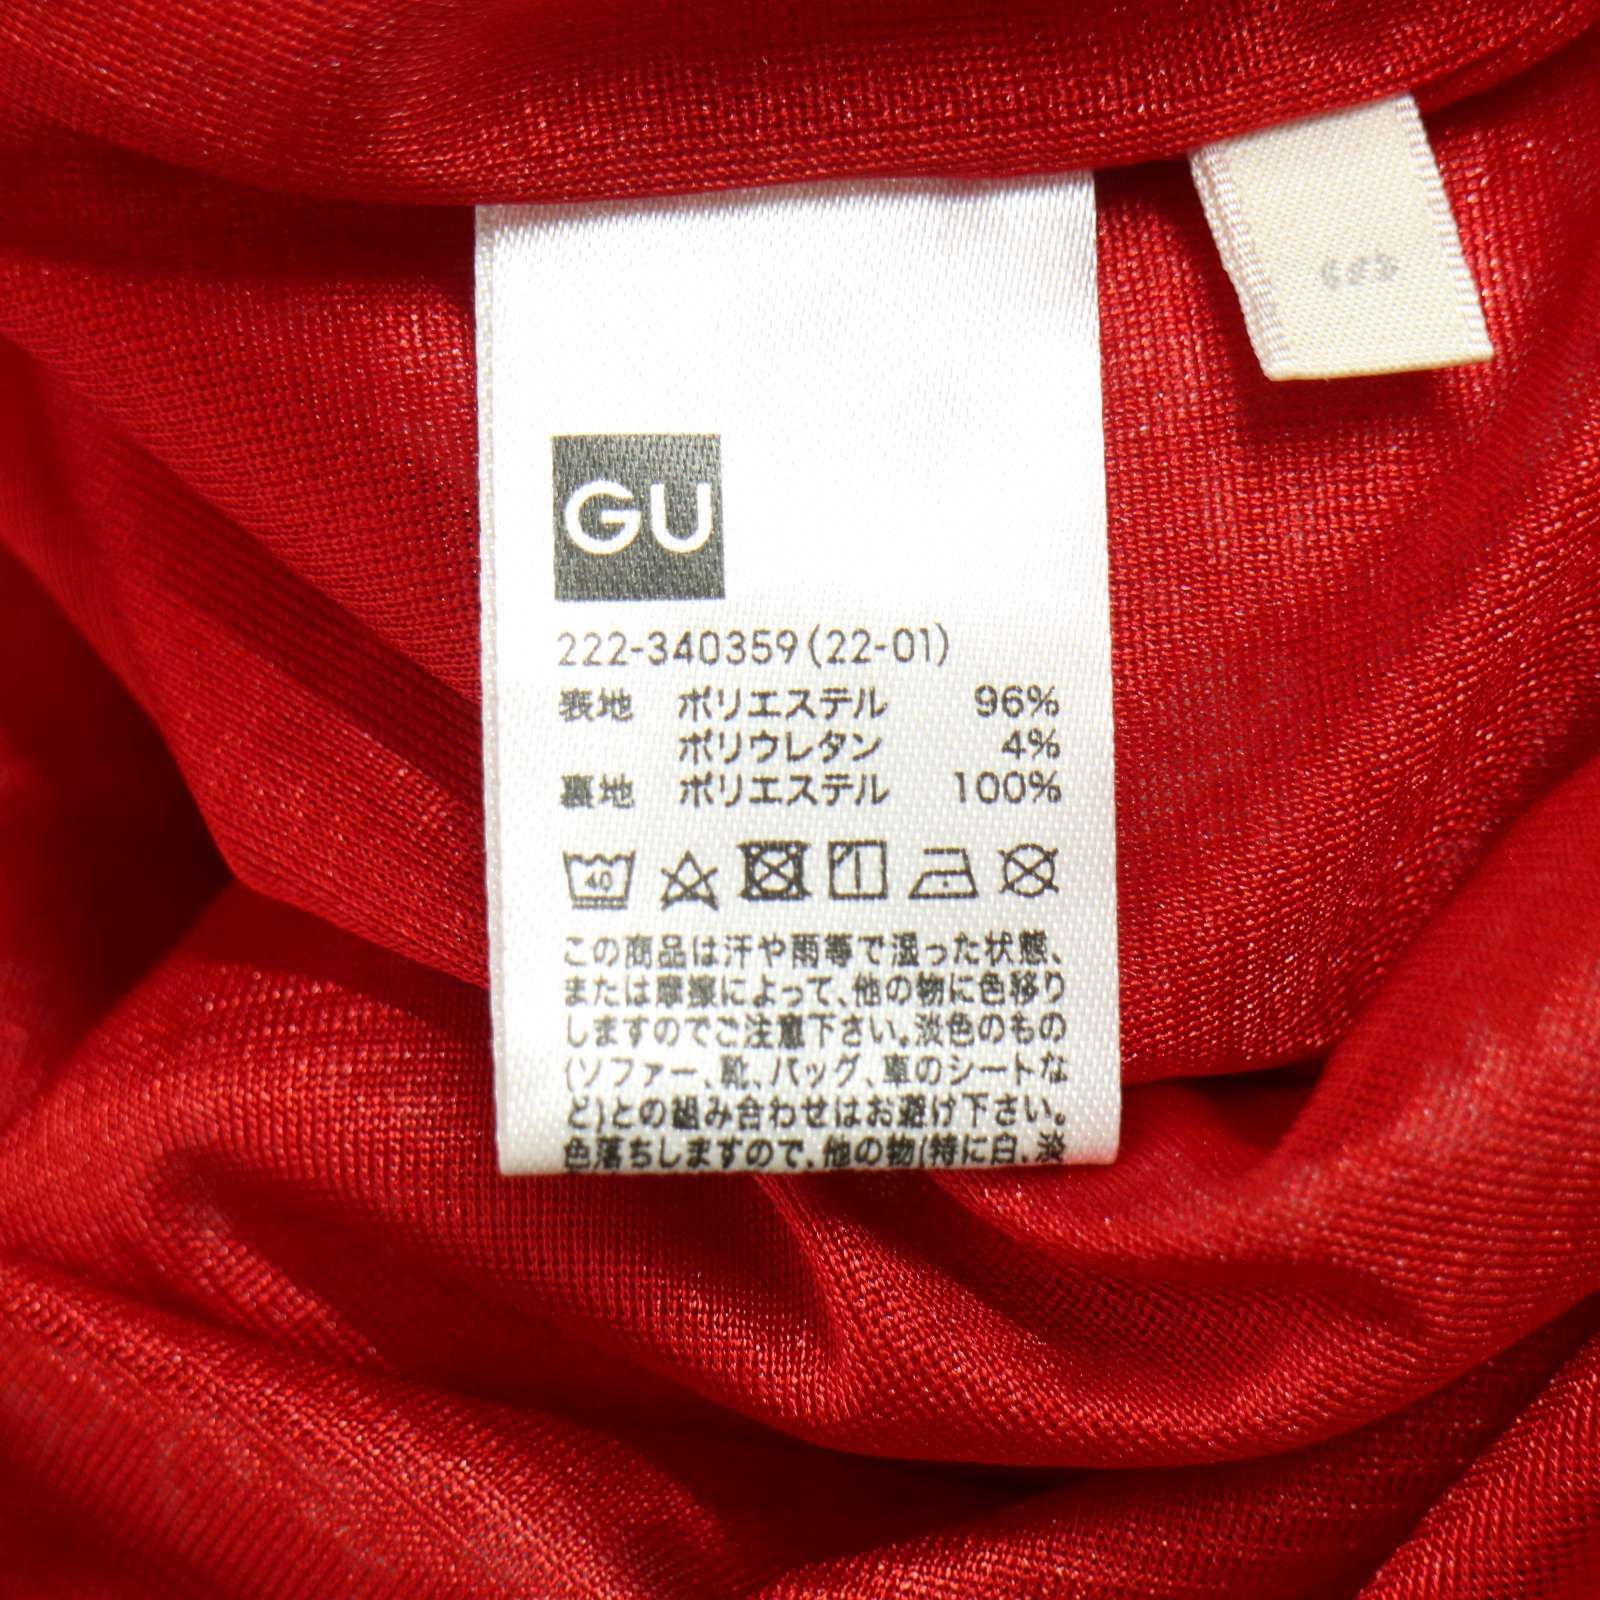 GU
222-340359(22-01)
表地 ポリエステル 96%
ポリウレタン 4%
裏地 ポリエステル 100%
40
この商品は汗や雨等で湿った状態、
または摩擦によって、他の物に色移り
しますのでご注意下さい。淡色のもの
(ソファー、靴、バッグ、車のシートな
ど)との組み合わせはお避け下さい。
色落ちしますので、他の物(特に白、淡